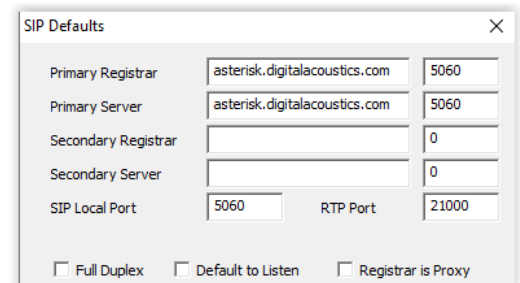 SIP Defaults
Primary Registrar asterisk.digitalacoustics.com 5060
Primary Server asterisk.digitalacoustics.com 5060
Secondary Registrar 0
Secondary Server 0
SIP Local Port 5060 RTP Port 21000
Full Duplex Default to Listen Registrar is Proxy